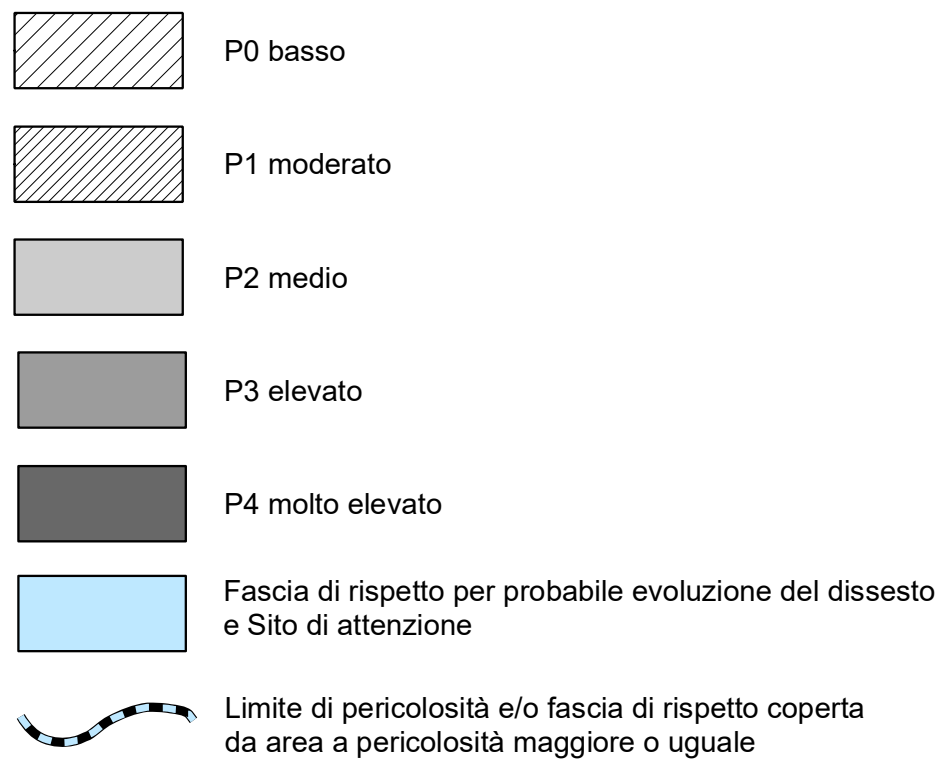 P0 basso
P1 moderato
P2 medio
P3 elevato
P4 molto elevato
Fascia di rispetto per probabile evoluzione del dissesto
e Sito di attenzione
Limite di pericolosità e/o fascia di rispetto coperta
da area a pericolosità maggiore o uguale